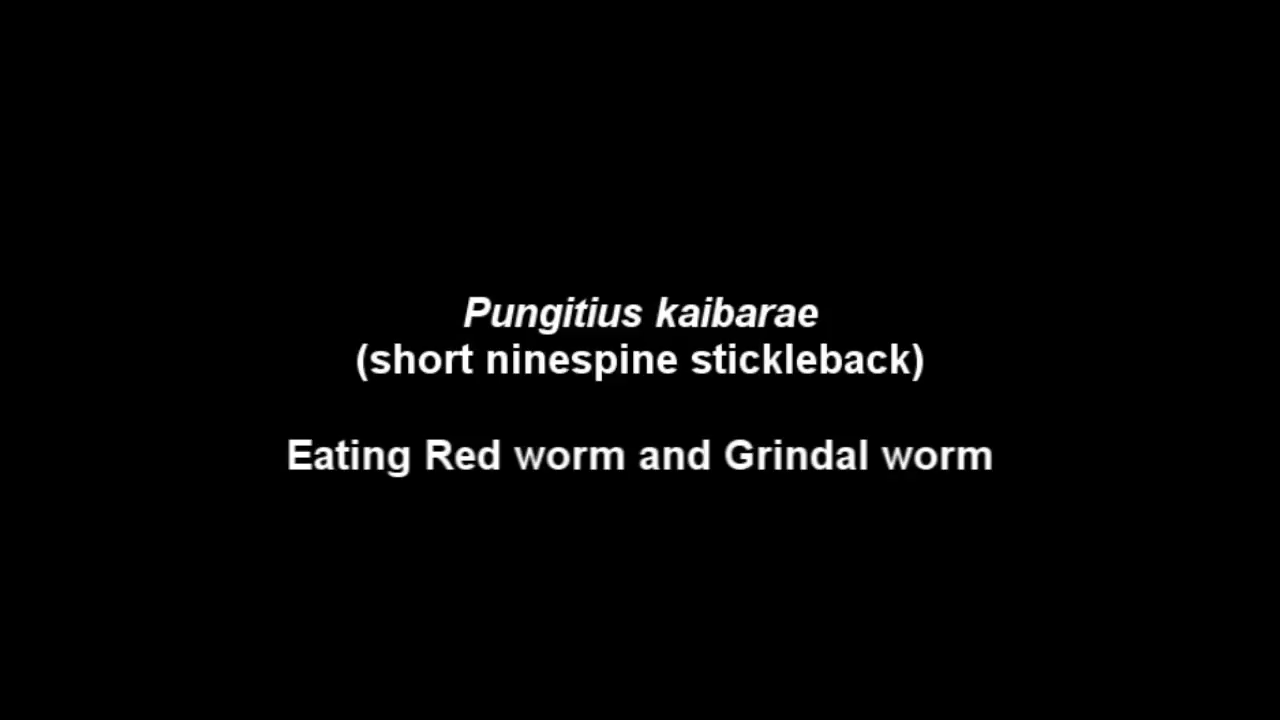 Pungitius kaibarae
(short ninespine stickleback)
Eating Red worm and Grindal worm